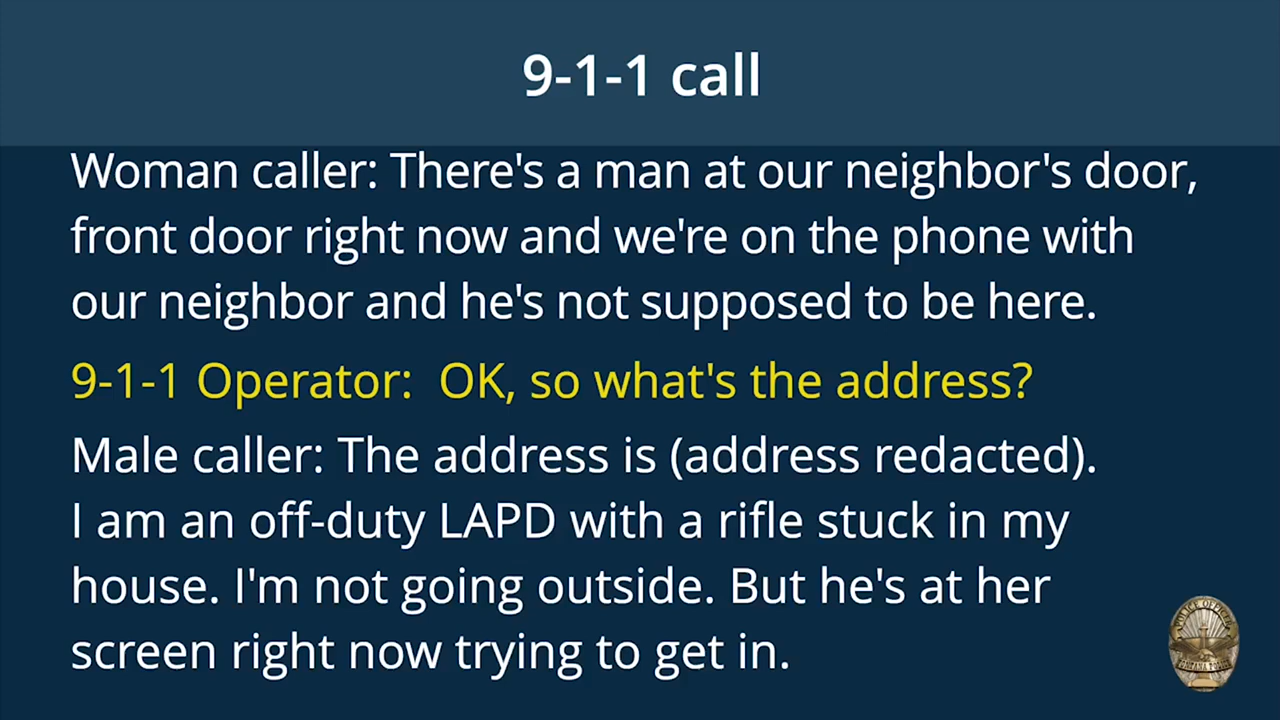 9-1-1 call
Woman caller: There's a man at our neighbor's door,
front door right now and we're on the phone with
our neighbor and he's not supposed to be here.
9-1-1 Operator:  OK, so what's the address?
Male caller: The address is (address redacted).
I am an off-duty LAPD with a rifle stuck in my
house. I'm not going outside. But he's at her
screen right now trying to get in.
POLICE OFFICER